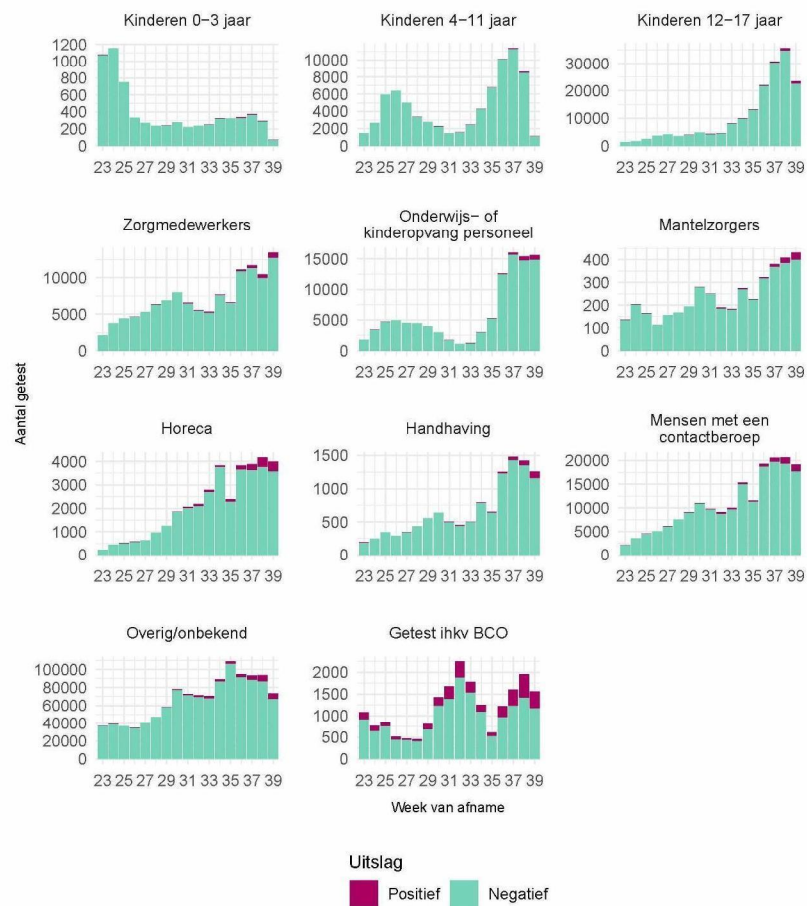 Kinderen 0−3 jaar
Kinderen 4−11 jaar
Kinderen 12−17 jaar
1200
1000
800
600
400
200
0
23 25 27 29 31 33 35 37 39
10000
8000
6000
4000
2000
0
23 25 27 29 31 33 35 37 39
30000
20000
10000
0
23 25 27 29 31 33 35 37 39
Zorgmedewerkers
Onderwijs− of
kinderopvang personeel
Mantelzorgers
10000
5000
0
23 25 27 29 31 33 35 37 39
15000
10000
5000
0
23 25 27 29 31 33 35 37 39
400
300
200
100
0
23 25 27 29 31 33 35 37 39
Aantal getest
Horeca
Handhaving
Mensen met een
contactberoep
4000
3000
2000
1000
0
23 25 27 29 31 33 35 37 39
1500
1000
500
0
23 25 27 29 31 33 35 37 39
20000
15000
10000
5000
0
23 25 27 29 31 33 35 37 39
Overig/onbekend
Getest ihkv BCO
100000
80000
60000
40000
20000
0
23 25 27 29 31 33 35 37 39
2000
1500
1000
500
0
23 25 27 29 31 33 35 37 39
Week van afname
Uitslag
Positief
Negatief